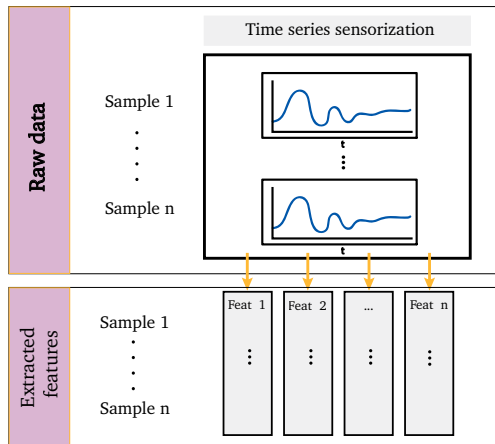 Time series sensorization
Raw data
Sample 1
t
Sample n
t
Extracted
features
Feat 1
Feat 2
...
Feat n
Sample 1
Sample n